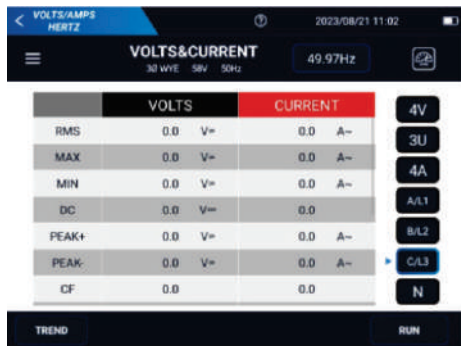 VOLTS/AMPS
HERTZ
2023/08/21 11:02
VOLTS&CURRENT
3Ø WYE 58V 50Hz
49.97Hz
VOLTS CURRENT
RMS 0.0 V≂ 0.0 A~
MAX 0.0 V≂ 0.0 A~
MIN 0.0 V≂ 0.0 A~
DC 0.0 V⎓ 0.0
PEAK+ 0.0 V≂ 0.0 A~
PEAK- 0.0 V≂ 0.0 A~
CF 0.0 0.0
4V
3U
4A
A/L1
B/L2
C/L3
N
TREND RUN